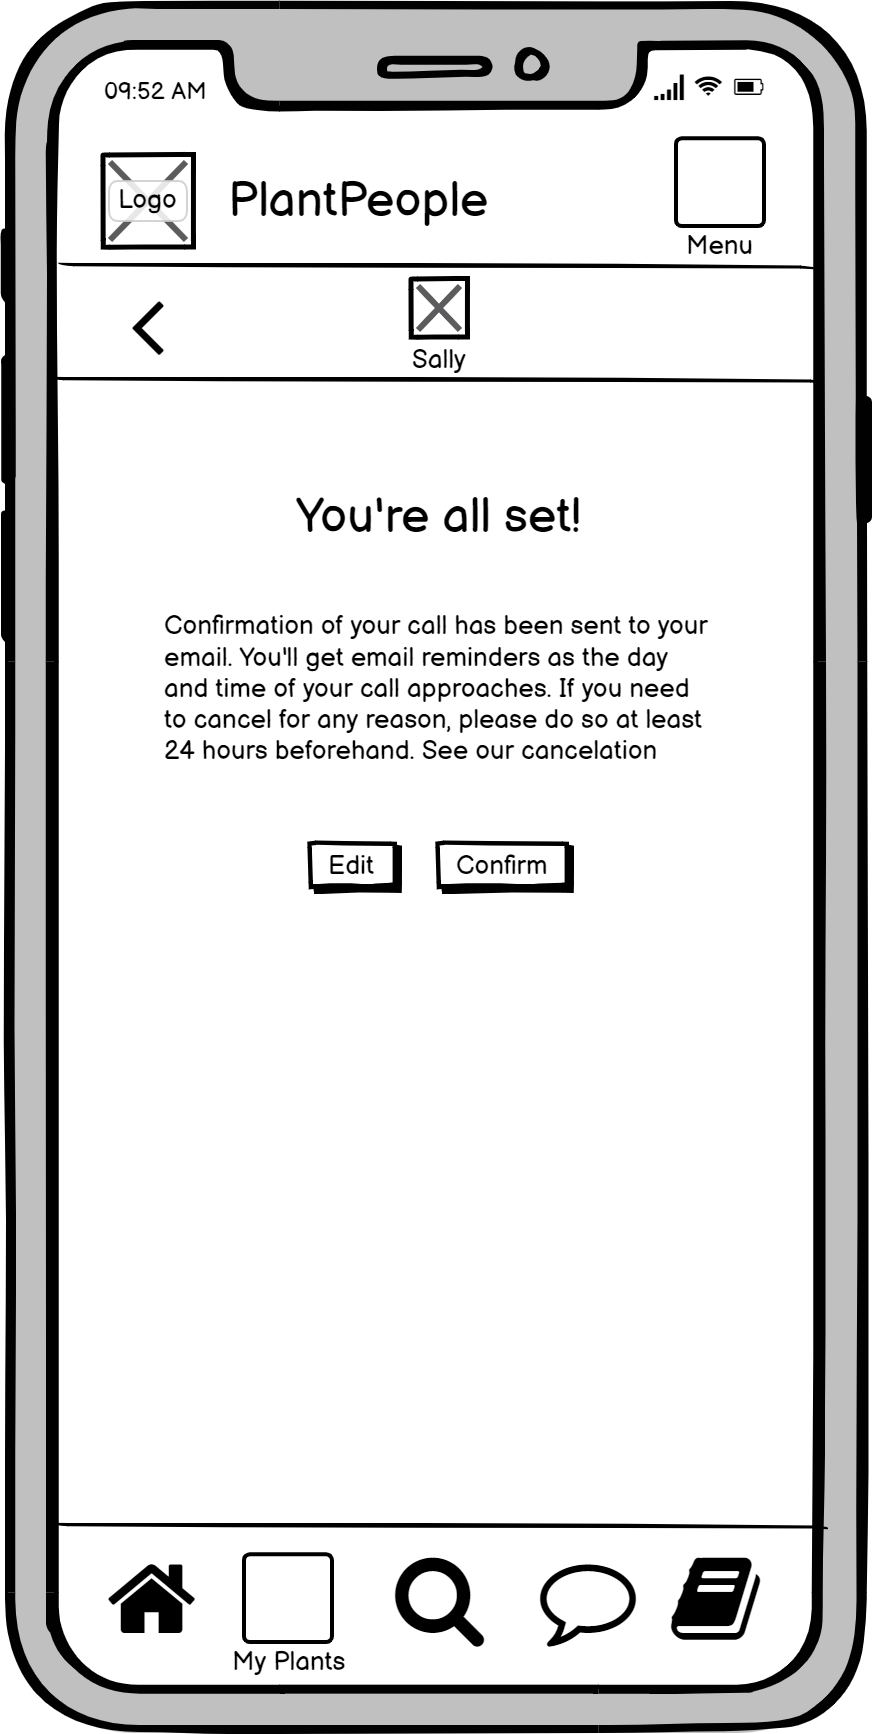 09:52 AM
Logo
PlantPeople
Menu
Sally
You're all set!
Confirmation of your call has been sent to your
email. You'll get email reminders as the day
and time of your call approaches. If you need
to cancel for any reason, please do so at least
24 hours beforehand. See our cancelation
Edit
Confirm
My Plants